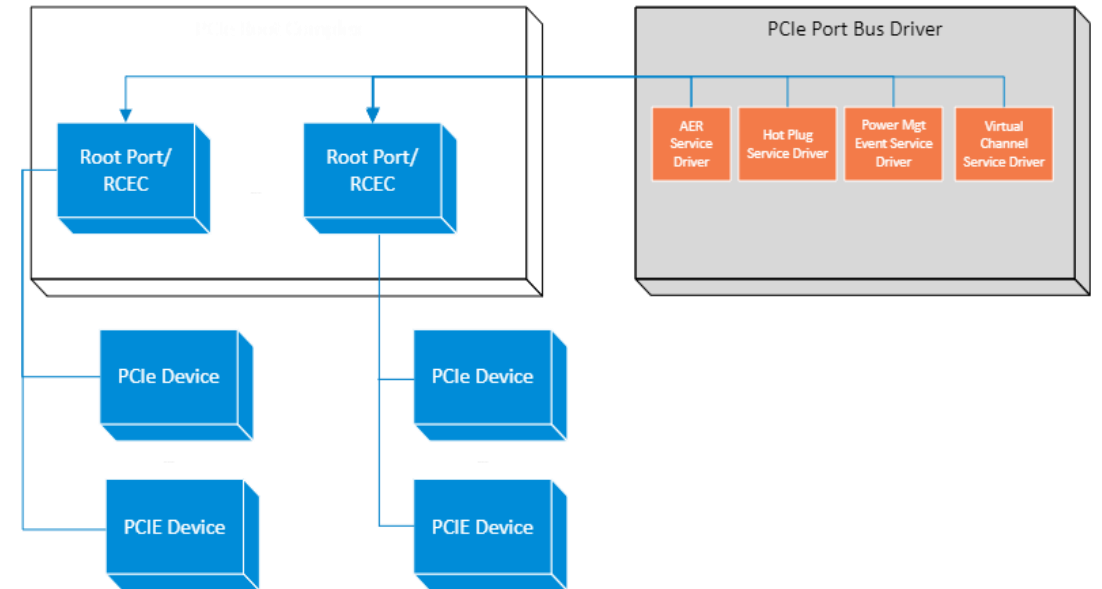 PCIe Port Bus Driver
Root Port/
RCEC
Root Port/
RCEC
AER
Service
Driver
Hot Plug
Service Driver
Power Mgt
Event Service
Driver
Virtual
Channel
Service Driver
PCIe Device
PCIe Device
PCIE Device
PCIE Device